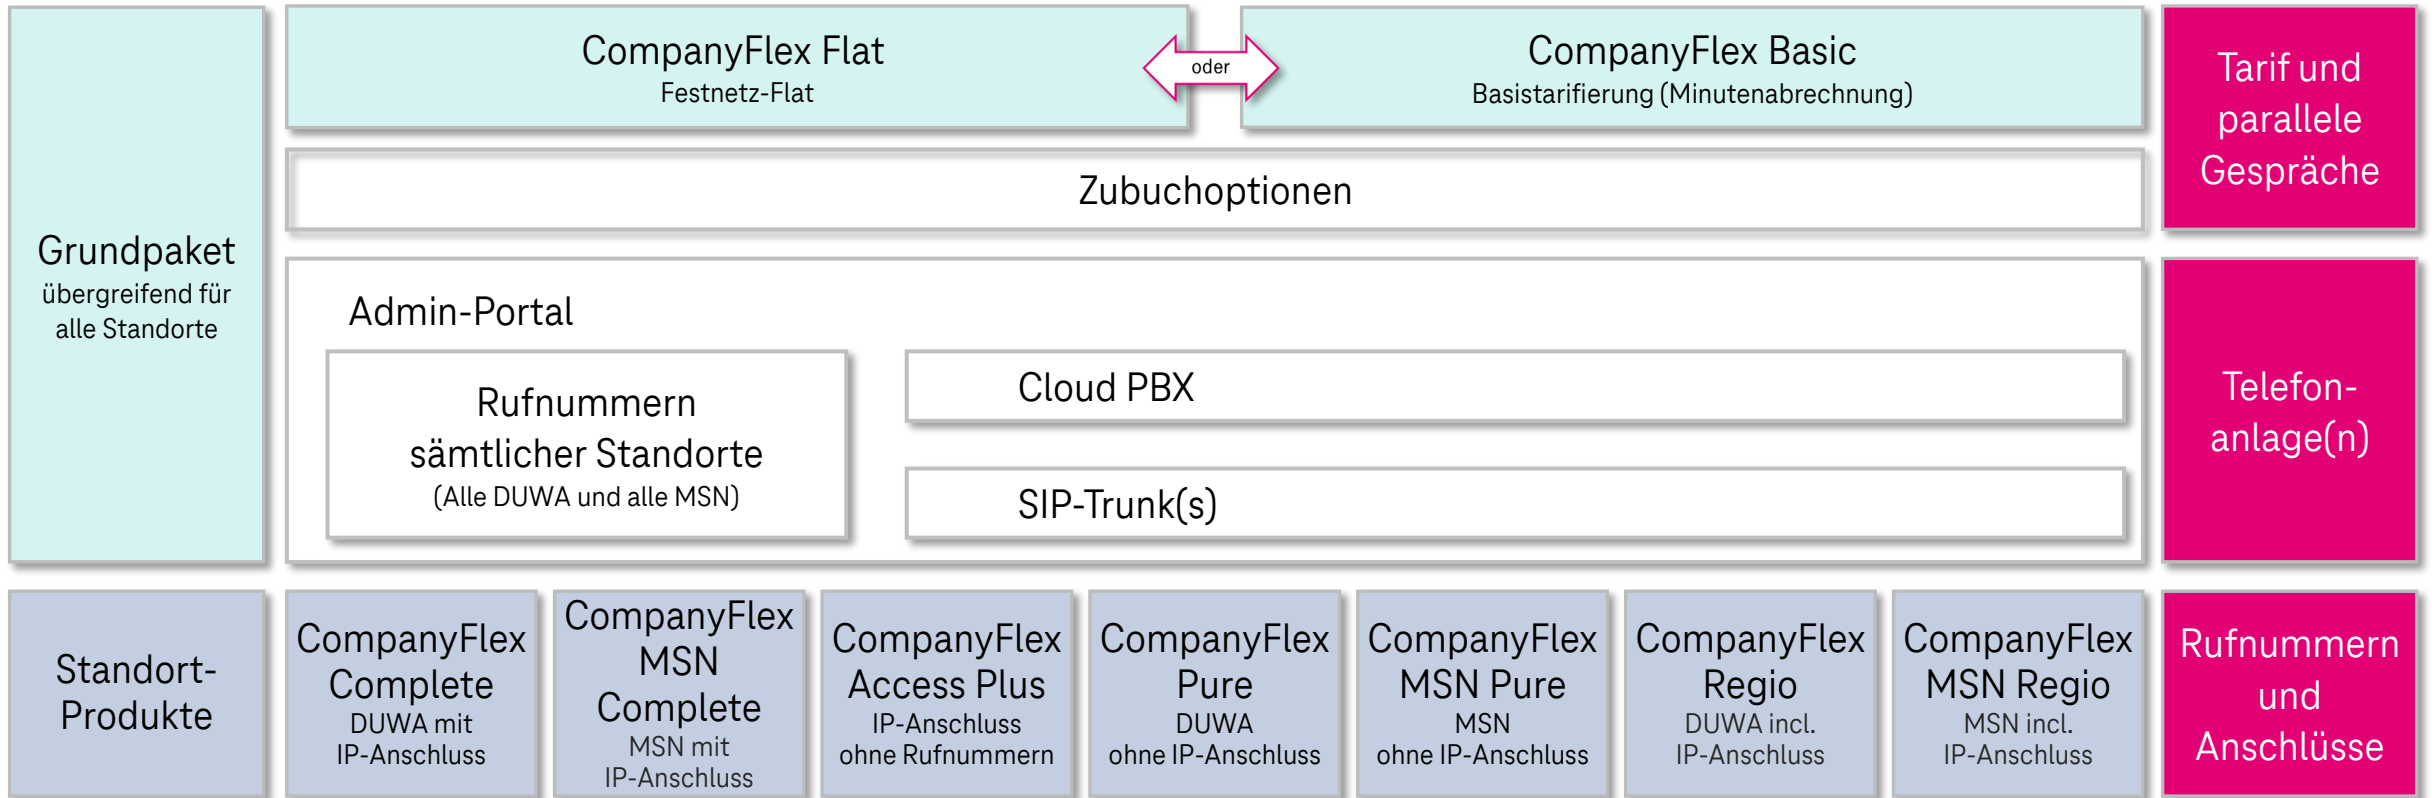 CompanyFlex Flat
Festnetz-Flat
oder
CompanyFlex Basic
Basistarifierung (Minutenabrechnung)
Tarif und
parallele
Gespräche
Zubuchoptionen
Grundpaket
übergreifend für
alle Standorte
Admin-Portal
Rufnummern
sämtlicher Standorte
(Alle DUWA und alle MSN)
Cloud PBX
SIP-Trunk(s)
Telefon-
anlage(n)
Standort-
Produkte
CompanyFlex
Complete
DUWA mit
IP-Anschluss
CompanyFlex
MSN
Complete
MSN mit
IP-Anschluss
CompanyFlex
Access Plus
IP-Anschluss
ohne Rufnummern
CompanyFlex
Pure
DUWA
ohne IP-Anschluss
CompanyFlex
MSN Pure
MSN
ohne IP-Anschluss
CompanyFlex
Regio
DUWA incl.
IP-Anschluss
CompanyFlex
MSN Regio
MSN incl.
IP-Anschluss
Rufnummern
und
Anschlüsse